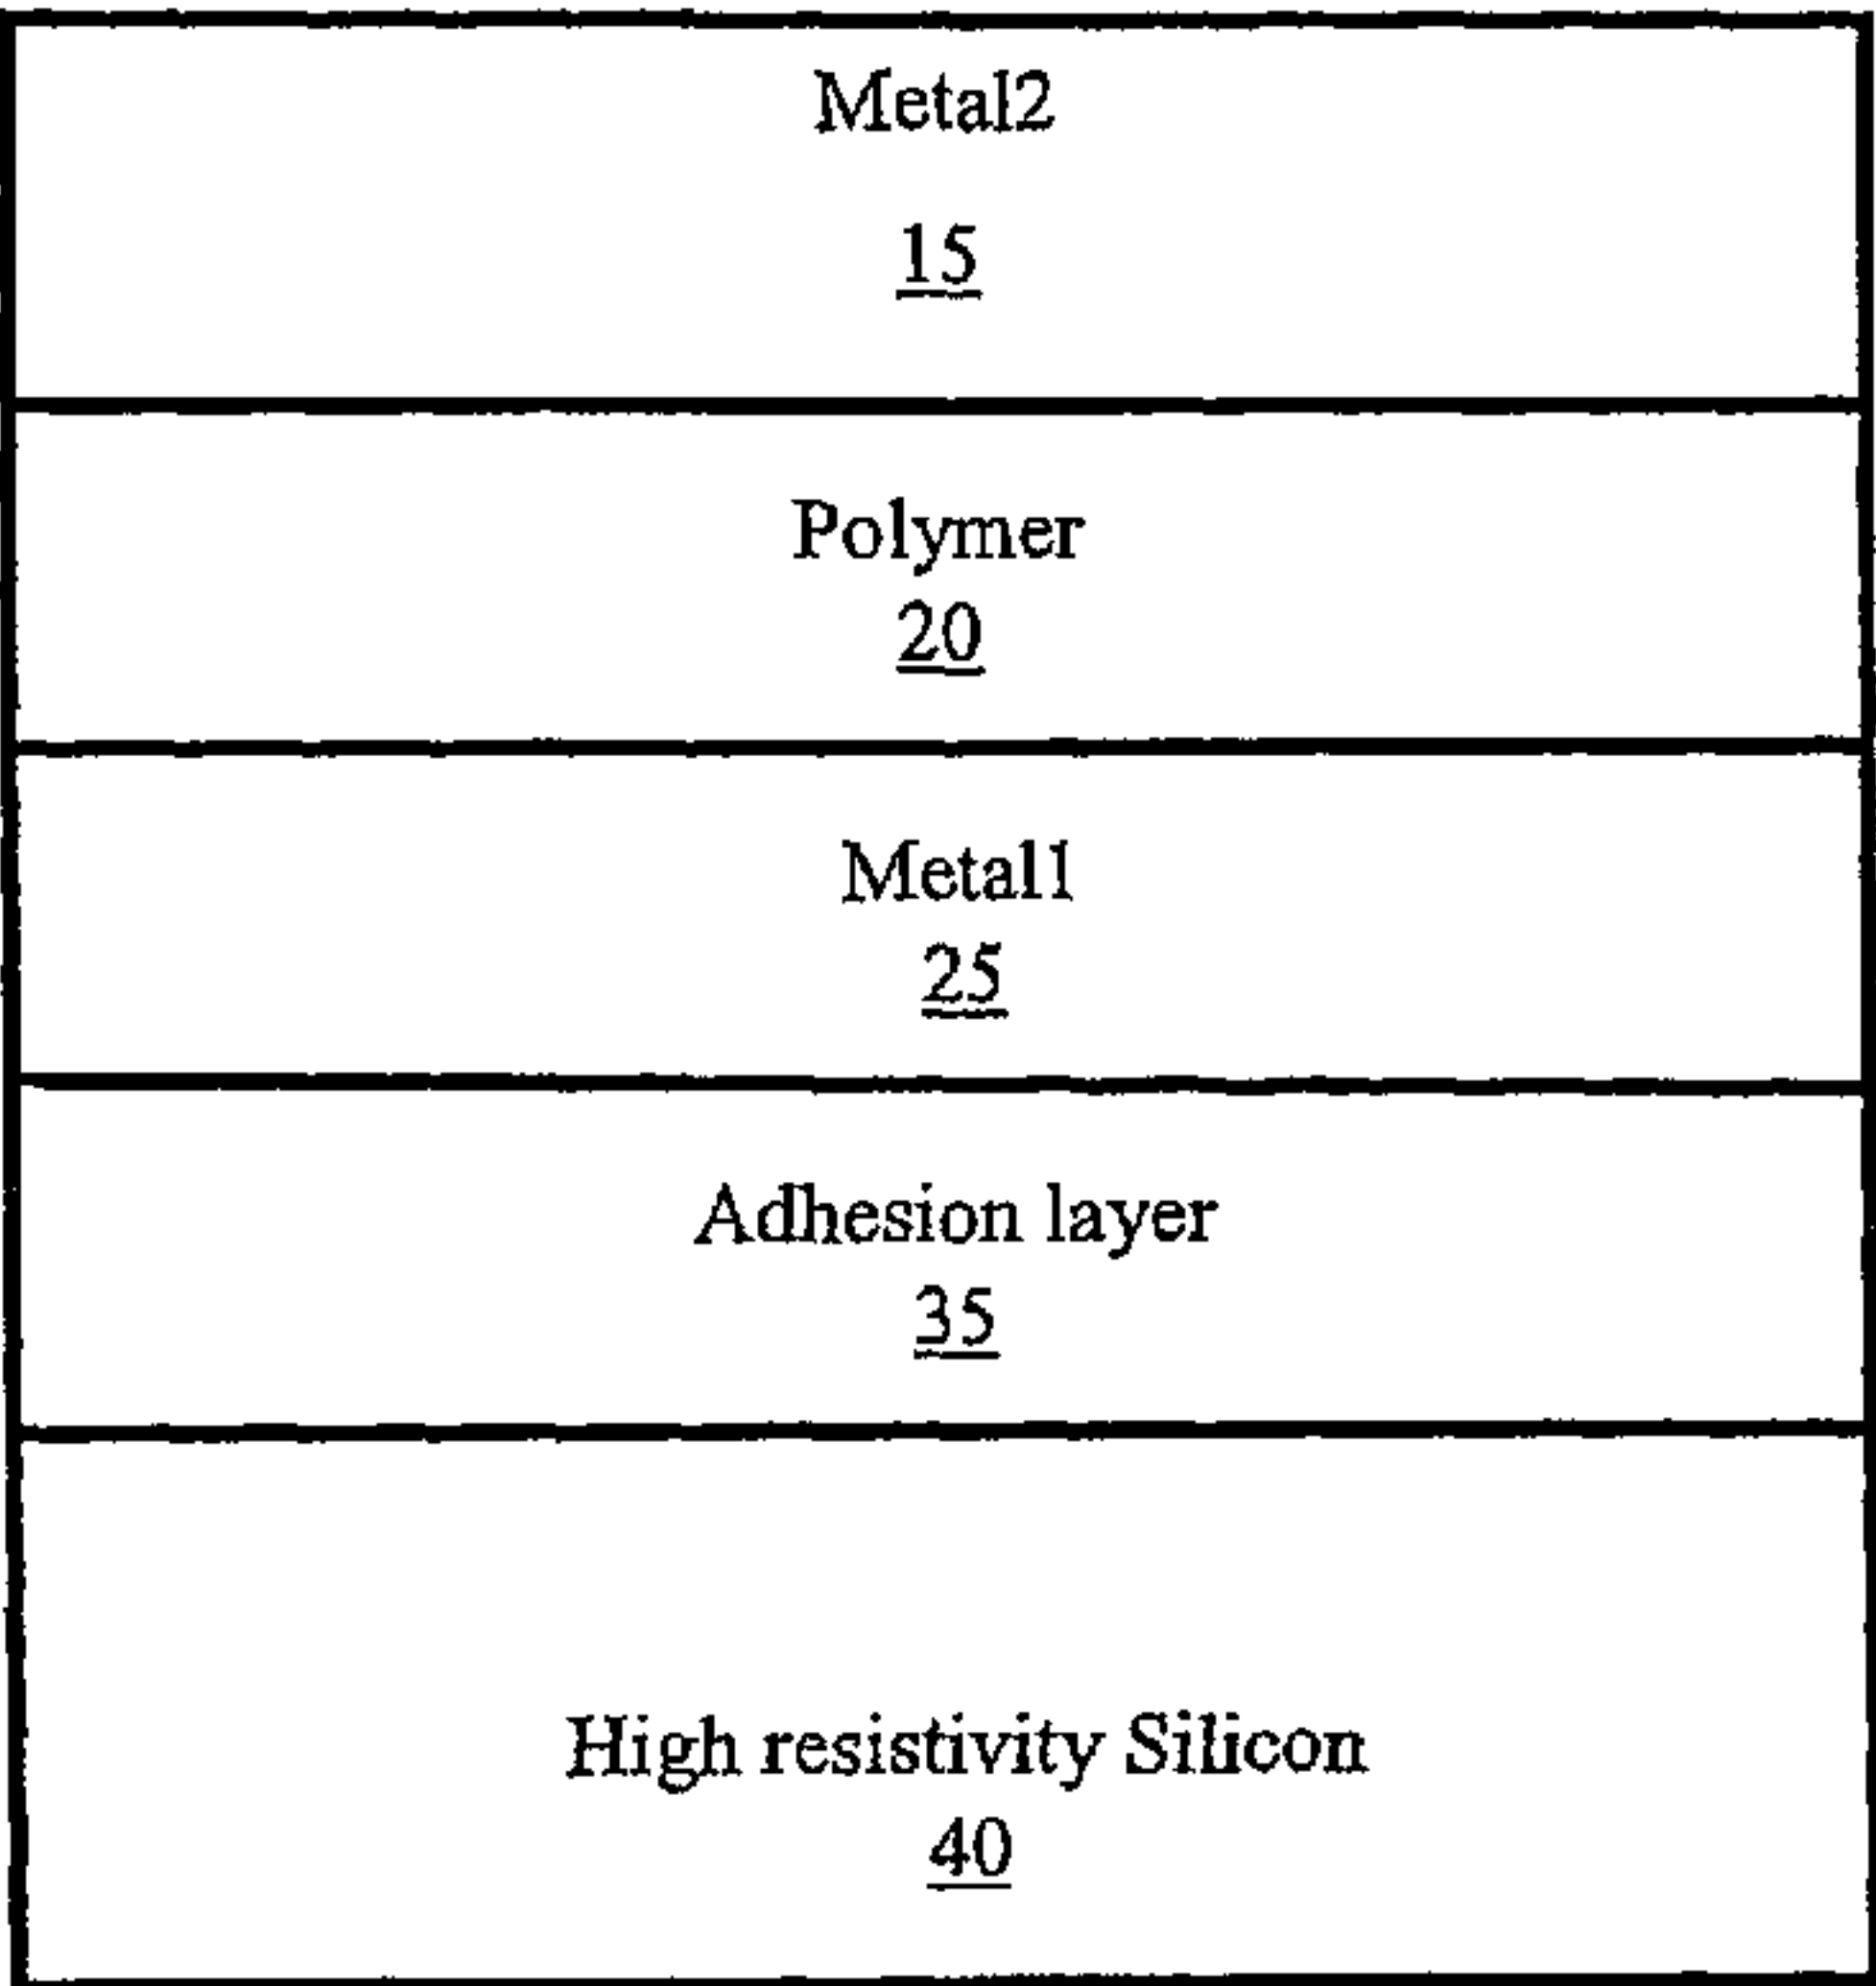 Metal2
15
Polymer
20
Metal1
25
Adhesion layer
35
High resistivity Silicon
40